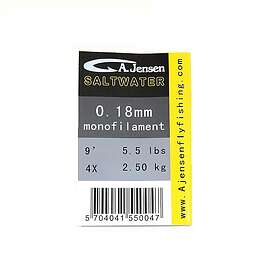 A.Jensen
SALTWATER
0.18mm
monofilament
9' 5.5 lbs
4X 2.50 kg
5 704041 550047
www.Ajensenflyfishing.com